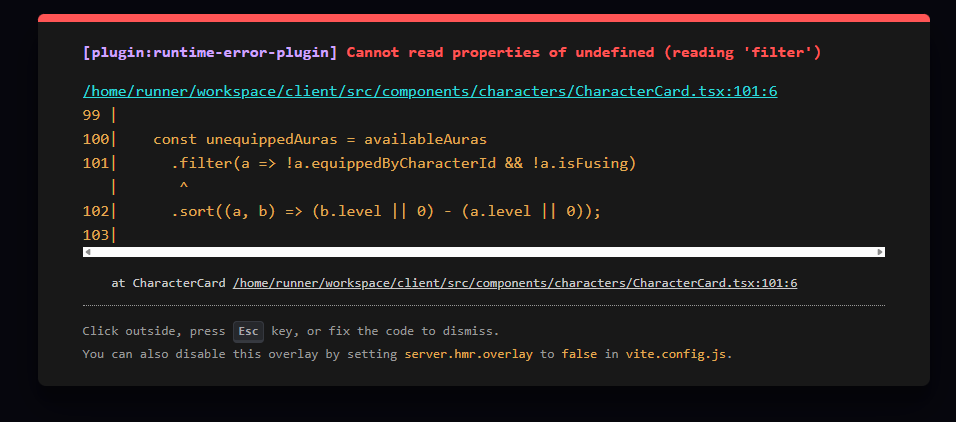 [plugin:runtime-error-plugin] Cannot read properties of undefined (reading 'filter')
/home/runner/workspace/client/src/components/characters/CharacterCard.tsx:101:6
99 |
100|    const unequippedAuras = availableAuras
101|      .filter(a => !a.equippedByCharacterId && !a.isFusing)
   |       ^
102|      .sort((a, b) => (b.level || 0) - (a.level || 0));
103|
at CharacterCard /home/runner/workspace/client/src/components/characters/CharacterCard.tsx:101:6
Click outside, press Esc key, or fix the code to dismiss.
You can also disable this overlay by setting server.hmr.overlay to false in vite.config.js.